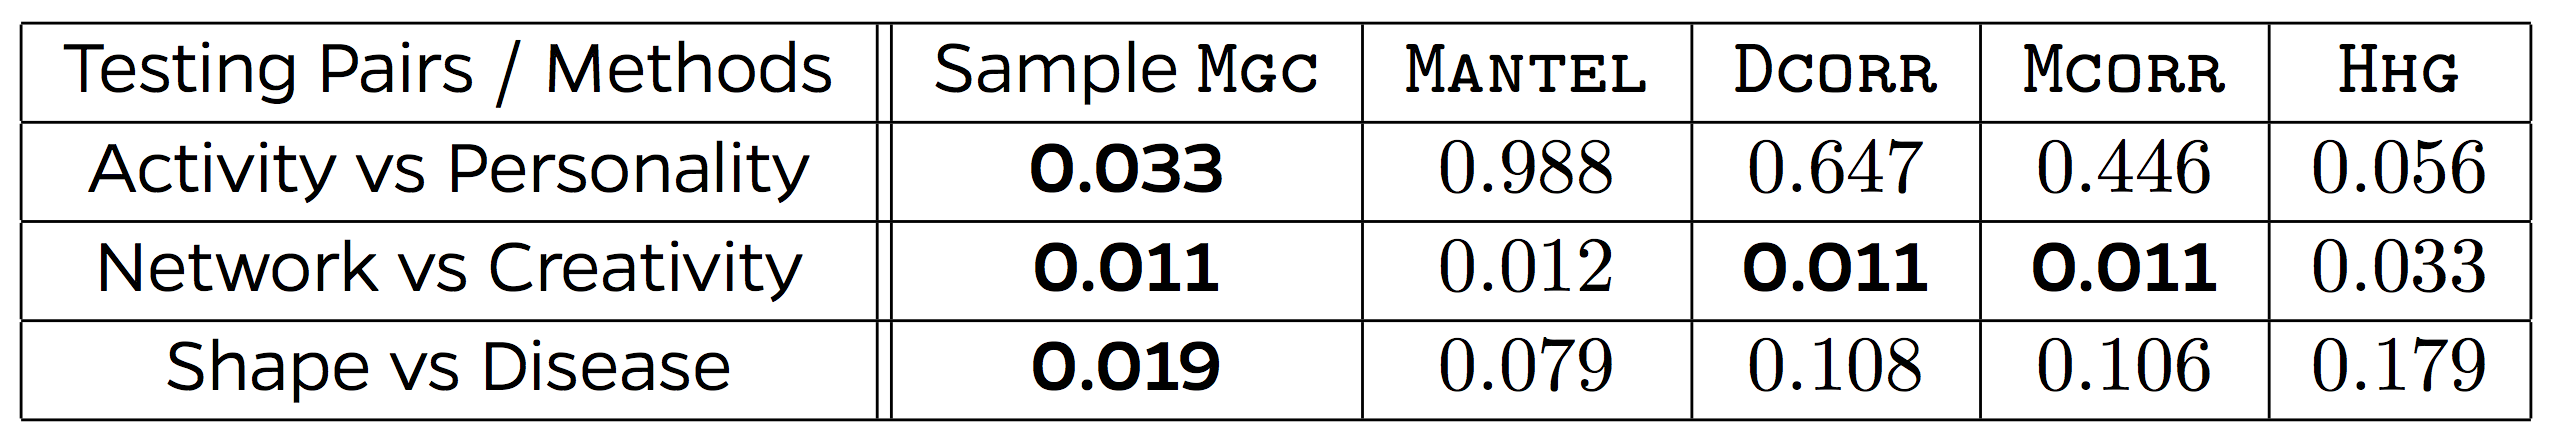 Testing Pairs / Methods Sample MGC MANTEL DCORR MCORR HHG
Activity vs Personality 0.033 0.988 0.647 0.446 0.056
Network vs Creativity 0.011 0.012 0.011 0.011 0.033
Shape vs Disease 0.019 0.079 0.108 0.106 0.179